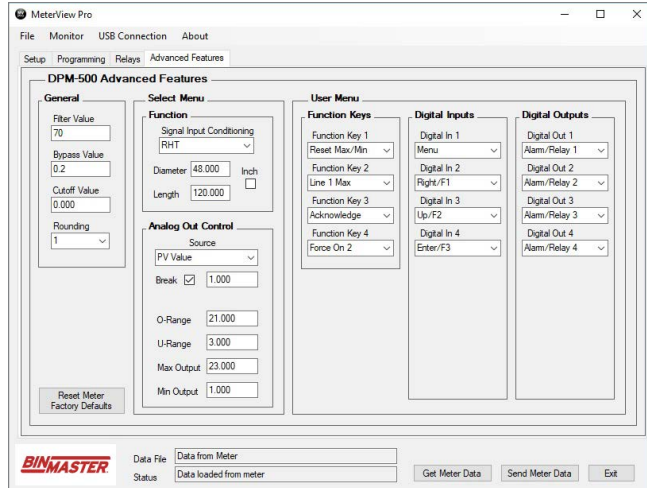 MeterView Pro
File Monitor USB Connection About
Setup Programming Relays Advanced Features
DPM-500 Advanced Features
General
Filter Value
70
Bypass Value
0.2
Cutoff Value
0.000
Rounding
1
Reset Meter
Factory Defaults
Select Menu
Function
Signal Input Conditioning
RHT
Diameter 48.000 Inch
Length 120.000
Analog Out Control
Source
PV Value
Break 1.000
O-Range 21.000
U-Range 3.000
Max Output 23.000
Min Output 1.000
User Menu
Function Keys
Function Key 1
Reset Max/Min
Function Key 2
Line 1 Max
Function Key 3
Acknowledge
Function Key 4
Force On 2
Digital Inputs
Digital In 1
Menu
Digital In 2
Right/F1
Digital In 3
Up/F2
Digital In 4
Enter/F3
Digital Outputs
Digital Out 1
Alarm/Relay 1
Digital Out 2
Alarm/Relay 2
Digital Out 3
Alarm/Relay 3
Digital Out 4
Alarm/Relay 4
BINMASTER
Data File Data from Meter
Status Data loaded from meter
Get Meter Data Send Meter Data Exit